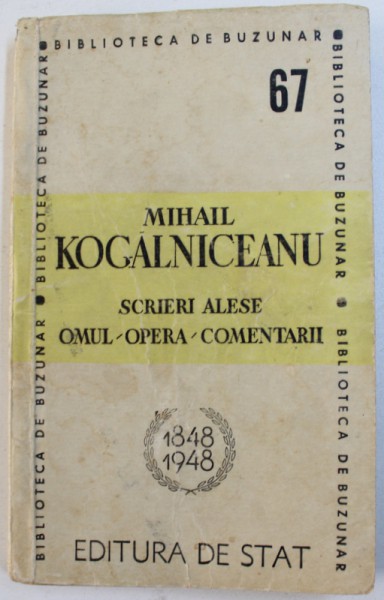 BIBLIOTECA DE BUZUNAR
BIBLIOTECA DE BUZUNAR BIBLIOTECA DE BUZUNAR
BIBLIOTECA DE BUZUNAR BIBLIOTECA DE BUZUNAR
67
MIHAIL
KOGĂLNICEANU
SCRIERI ALESE
OMUL-OPERA-COMENTARII
1848
1948
EDITURA DE STAT